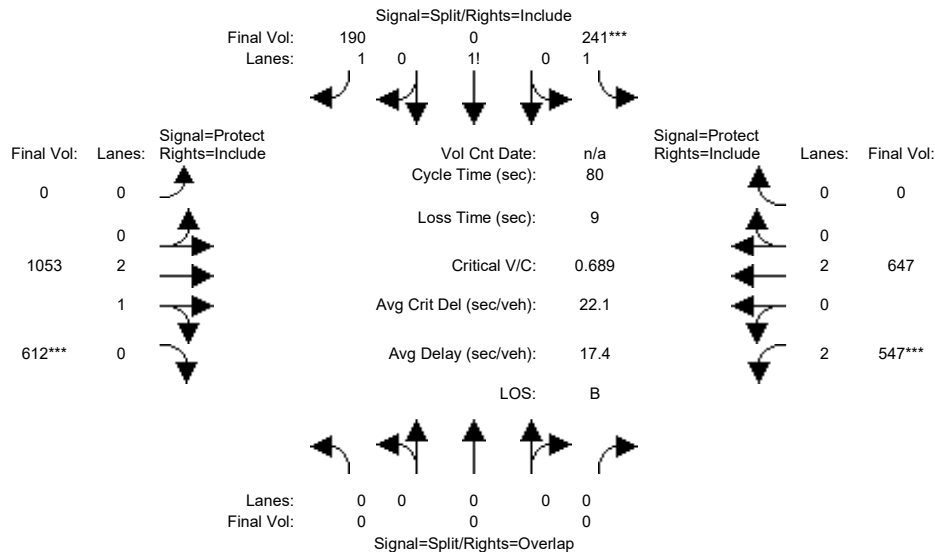 Signal=Split/Rights=Include
Final Vol: 190 0 241***
Lanes: 1 0 1! 0 1
Signal=Protect
Final Vol: Lanes: Rights=Include
Vol Cnt Date: n/a
Signal=Protect
Rights=Include Lanes: Final Vol:
Cycle Time (sec): 80
0 0
0 0
Loss Time (sec): 9
0
0
1053 2
Critical V/C: 0.689
2 647
1
Avg Crit Del (sec/veh): 22.1
0
612*** 0
Avg Delay (sec/veh): 17.4
2 547***
LOS: B
Lanes: 0 0 0 0 0
Final Vol: 0 0 0
Signal=Split/Rights=Overlap